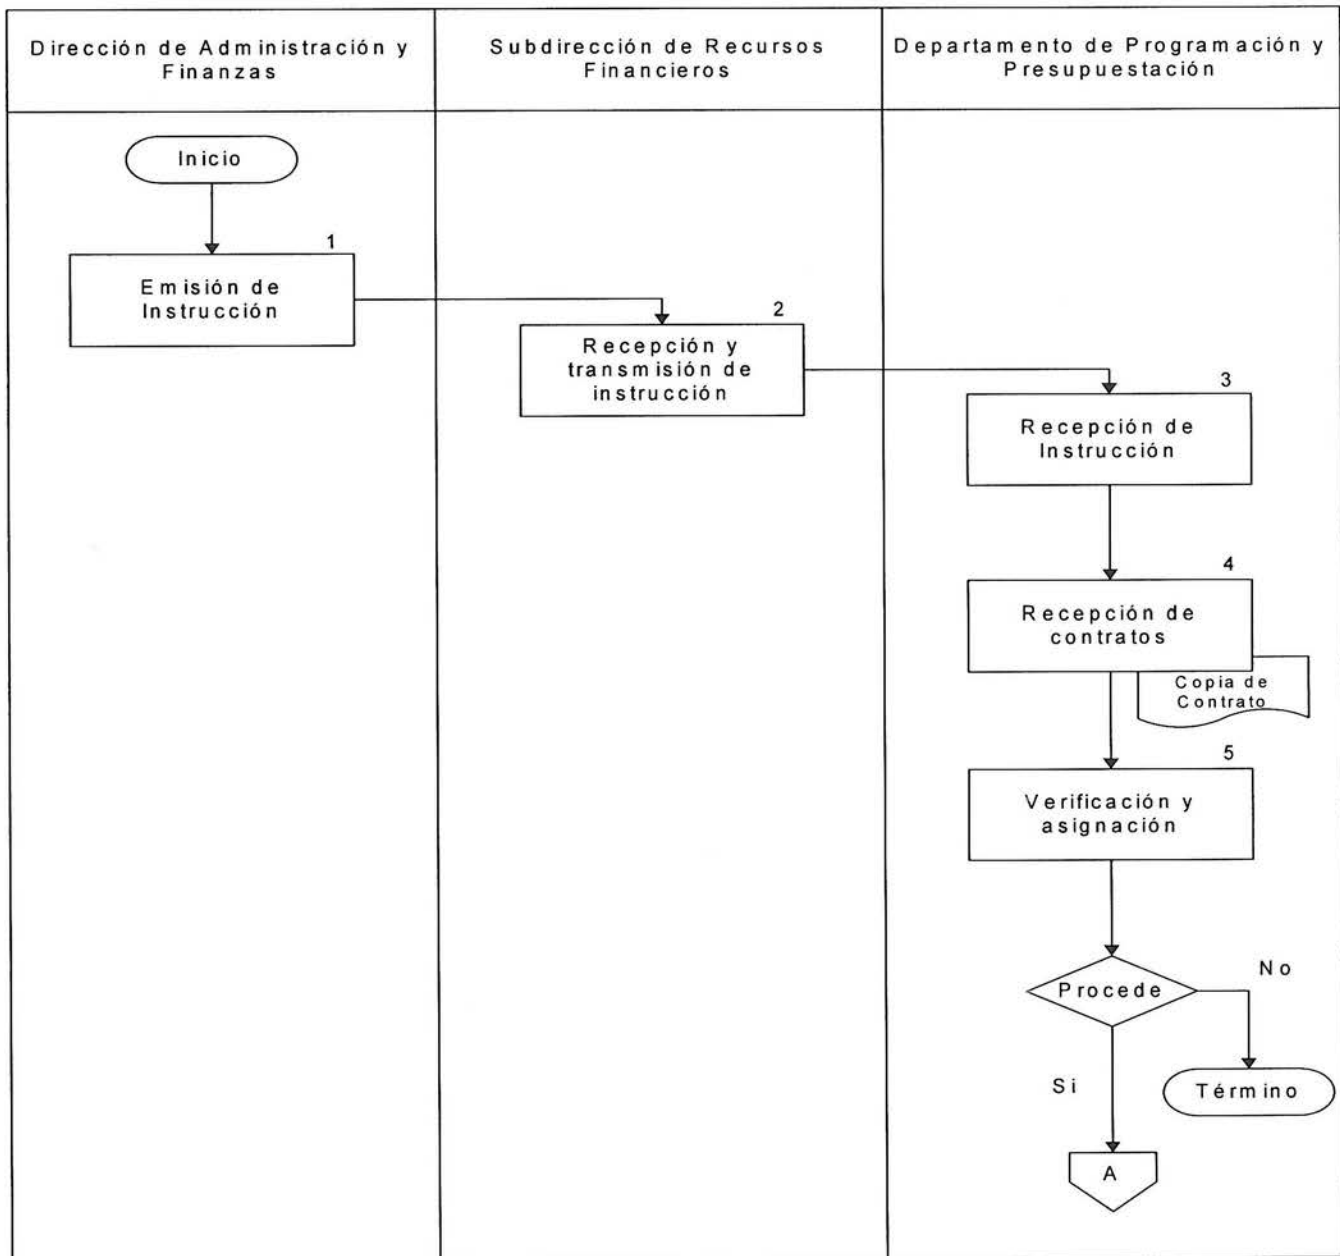 Dirección de Administración y
Finanzas
Subdirección de Recursos
Financieros
Departamento de Programación y
Presupuestación
Inicio
1
Emisión de
Instrucción
2
Recepción y
transmisión de
instrucción
3
Recepción de
Instrucción
4
Recepción de
contratos
Copia de
Contrato
5
Verificación y
asignación
Procede
No
Si
Término
A